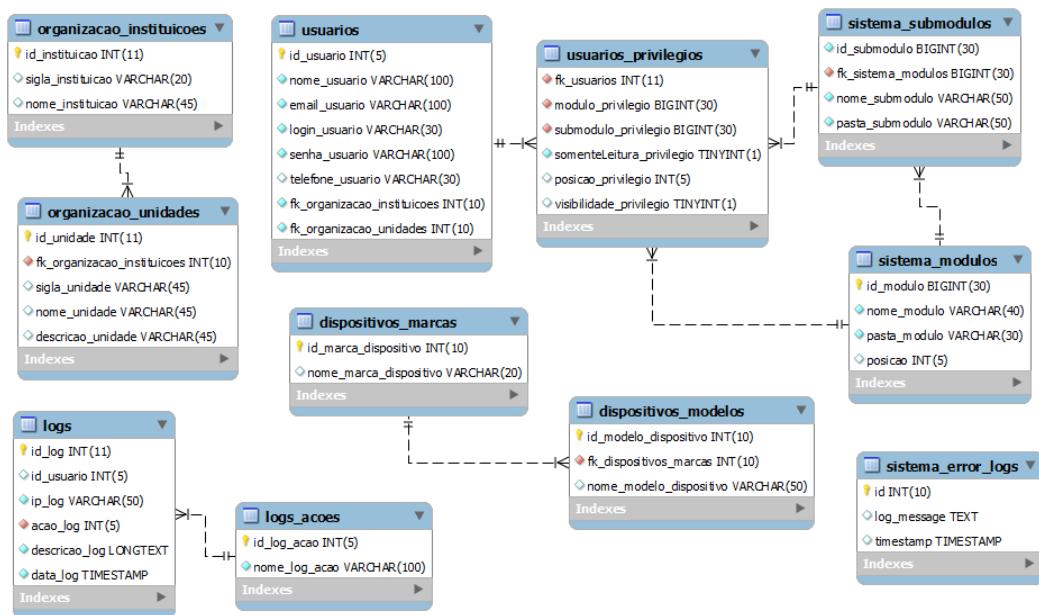 organizacao_instituicoes
id_instituicao INT(11)
sigla_instituicao VARCHAR(20)
nome_instituicao VARCHAR(45)
Indexes
usuarios
id_usuario INT(5)
nome_usuario VARCHAR(100)
email_usuario VARCHAR(100)
login_usuario VARCHAR(30)
senha_usuario VARCHAR(100)
telefone_usuario VARCHAR(30)
fk_organizacao_instituicoes INT(10)
fk_organizacao_unidades INT(10)
Indexes
usuarios_privilegios
fk_usuarios INT(11)
modulo_privilegio BIGINT(30)
submodulo_privilegio BIGINT(30)
somenteLeitura_privilegio TINYINT(1)
posicao_privilegio INT(5)
visibilidade_privilegio TINYINT(1)
Indexes
sistema_submodulos
id_submodulo BIGINT(30)
fk_sistema_modulos BIGINT(30)
nome_submodulo VARCHAR(50)
pasta_submodulo VARCHAR(50)
Indexes
organizacao_unidades
id_unidade INT(11)
fk_organizacao_instituicoes INT(10)
sigla_unidade VARCHAR(45)
nome_unidade VARCHAR(45)
descricao_unidade VARCHAR(45)
Indexes
sistema_modulos
id_modulo BIGINT(30)
nome_modulo VARCHAR(40)
pasta_modulo VARCHAR(30)
posicao INT(5)
Indexes
dispositivos_marcas
id_marca_dispositivo INT(10)
nome_marca_dispositivo VARCHAR(20)
Indexes
dispositivos_modelos
id_modelo_dispositivo INT(10)
fk_dispositivos_marcas INT(10)
nome_modelo_dispositivo VARCHAR(50)
Indexes
logs
id_log INT(11)
id_usuario INT(5)
ip_log VARCHAR(50)
acao_log INT(5)
descricao_log LONGTEXT
data_log TIMESTAMP
Indexes
logs_acoes
id_log_acao INT(5)
nome_log_acao VARCHAR(100)
Indexes
sistema_error_logs
id INT(10)
log_message TEXT
timestamp TIMESTAMP
Indexes